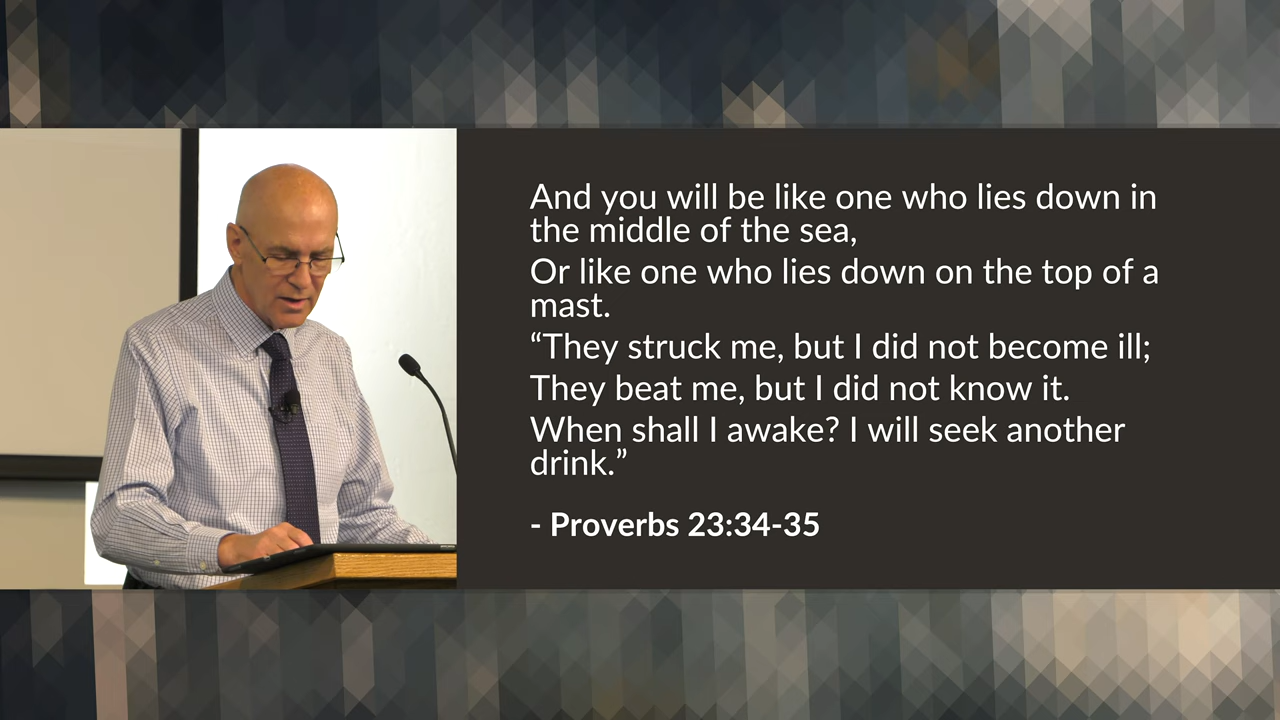 And you will be like one who lies down in
the middle of the sea,
Or like one who lies down on the top of a
mast.
“They struck me, but I did not become ill;
They beat me, but I did not know it.
When shall I awake? I will seek another
drink.”
- Proverbs 23:34-35